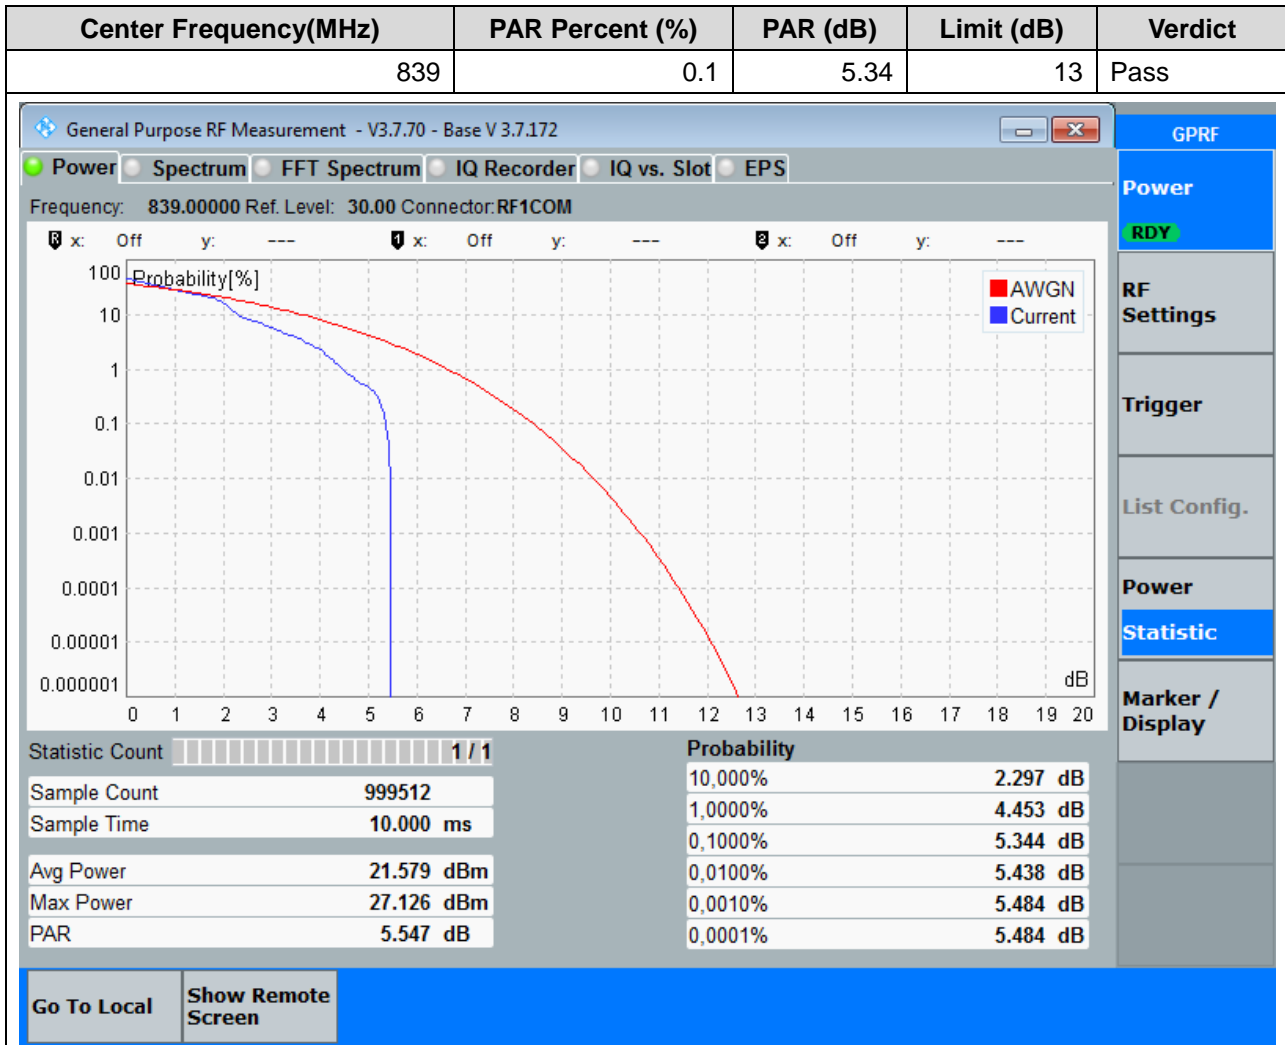 Center Frequency(MHz) PAR Percent (%) PAR (dB) Limit (dB) Verdict
839 0.1 5.34 13 Pass
General Purpose RF Measurement - V3.7.70 - Base V 3.7.172
GPRF
Power Spectrum FFT Spectrum IQ Recorder IQ vs. Slot EPS
Frequency: 839.00000 Ref. Level: 30.00 Connector: RF1COM
R x: Off y: --- 1 x: Off y: --- 2 x: Off y: ---
Probability[%]
AWGN
Current
100
10
1
0.1
0.01
0.001
0.0001
0.00001
0.000001
dB
0 1 2 3 4 5 6 7 8 9 10 11 12 13 14 15 16 17 18 19 20
Statistic Count 1 / 1
Sample Count 999512
Sample Time 10.000 ms
Avg Power 21.579 dBm
Max Power 27.126 dBm
PAR 5.547 dB
Probability
10,000% 2.297 dB
1,0000% 4.453 dB
0,1000% 5.344 dB
0,0100% 5.438 dB
0,0010% 5.484 dB
0,0001% 5.484 dB
Power
RDY
RF
Settings
Trigger
List Config.
Power
Statistic
Marker /
Display
Go To Local
Show Remote
Screen